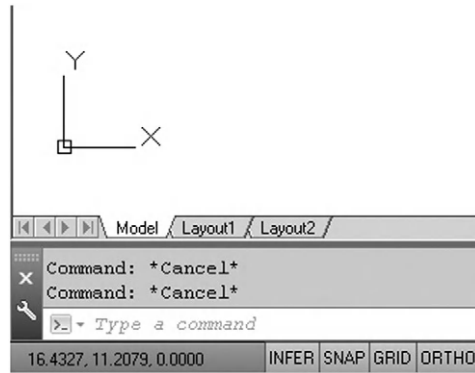 Y
X
Model Layout1 Layout2
Command: *Cancel*
Command: *Cancel*
Type a command
16.4327, 11.2079, 0.0000 INFER SNAP GRID ORTHO